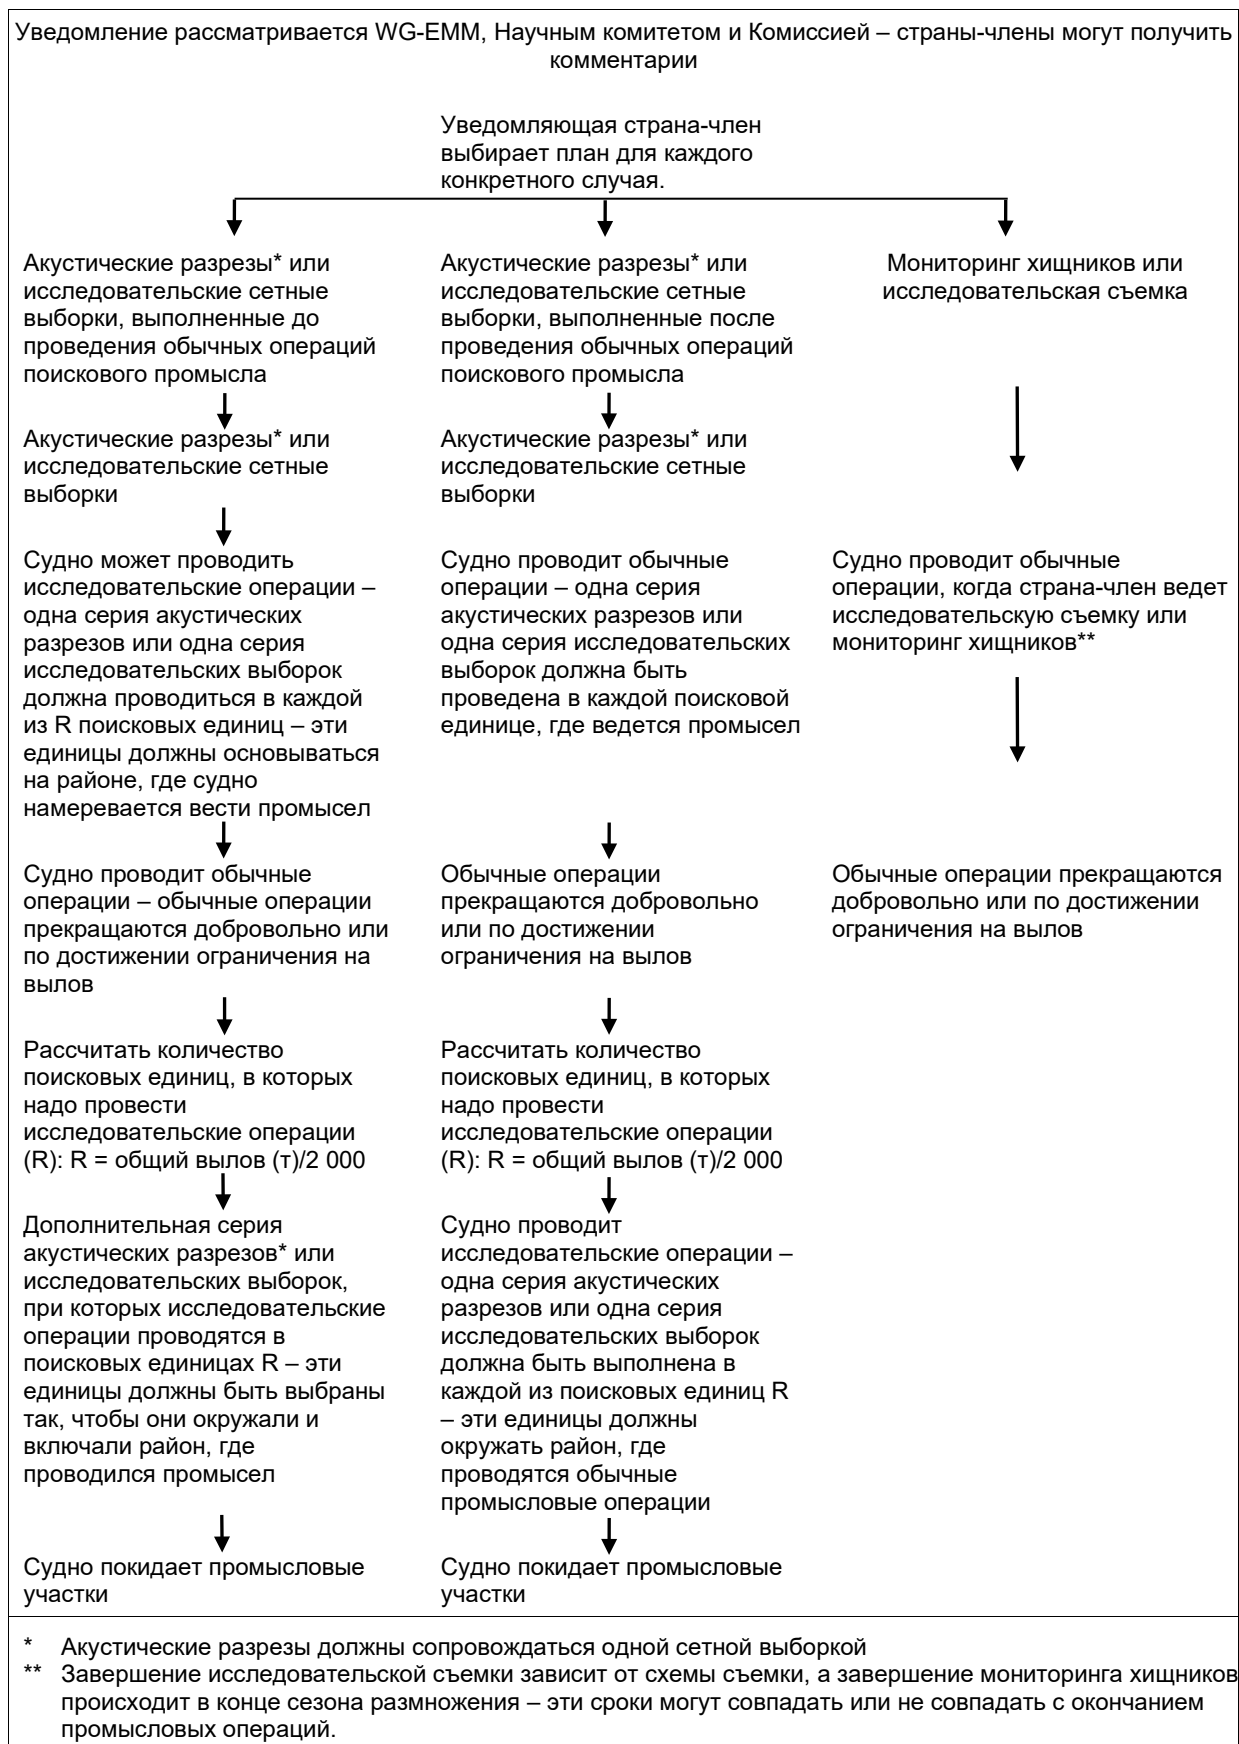 Уведомление рассматривается WG-EMM, Научным комитетом и Комиссией – страны-члены могут получить
комментарии
Уведомляющая страна-член
выбирает план для каждого
конкретного случая.
Акустические разрезы* или
исследовательские сетные
выборки, выполненные до
проведения обычных операций
поискового промысла
Акустические разрезы* или
исследовательские сетные
выборки, выполненные после
проведения обычных операций
поискового промысла
Мониторинг хищников или
исследовательская съемка
Акустические разрезы* или
исследовательские сетные
выборки
Акустические разрезы* или
исследовательские сетные
выборки
Судно может проводить
исследовательские операции –
одна серия акустических
разрезов или одна серия
исследовательских выборок
должна проводиться в каждой
из R поисковых единиц – эти
единицы должны основываться
на районе, где судно
намеревается вести промысел
Судно проводит обычные
операции – одна серия
акустических разрезов или
одна серия исследовательских
выборок должна быть
проведена в каждой поисковой
единице, где ведется промысел
Судно проводит обычные
операции, когда страна-член ведет
исследовательскую съемку или
мониторинг хищников**
Судно проводит обычные
операции – обычные операции
прекращаются добровольно или
по достижении ограничения на
вылов
Обычные операции
прекращаются добровольно
или по достижении
ограничения на вылов
Обычные операции прекращаются
добровольно или по достижении
ограничения на вылов
Рассчитать количество
поисковых единиц, в которых
надо провести
исследовательские операции
(R): R = общий вылов (т)/2 000
Рассчитать количество
поисковых единиц, в которых
надо провести
исследовательские операции
(R): R = общий вылов (т)/2 000
Дополнительная серия
акустических разрезов* или
исследовательских выборок,
при которых исследовательские
операции проводятся в
поисковых единицах R – эти
единицы должны быть выбраны
так, чтобы они окружали и
включали район, где
проводился промысел
Судно проводит
исследовательские операции –
одна серия акустических
разрезов или одна серия
исследовательских выборок
должна быть выполнена в
каждой из поисковых единиц R
– эти единицы должны
окружать район, где
проводятся обычные
промысловые операции
Судно покидает промысловые
участки
Судно покидает промысловые
участки
* Акустические разрезы должны сопровождаться одной сетной выборкой
** Завершение исследовательской съемки зависит от схемы съемки, а завершение мониторинга хищников
происходит в конце сезона размножения – эти сроки могут совпадать или не совпадать с окончанием
промысловых операций.